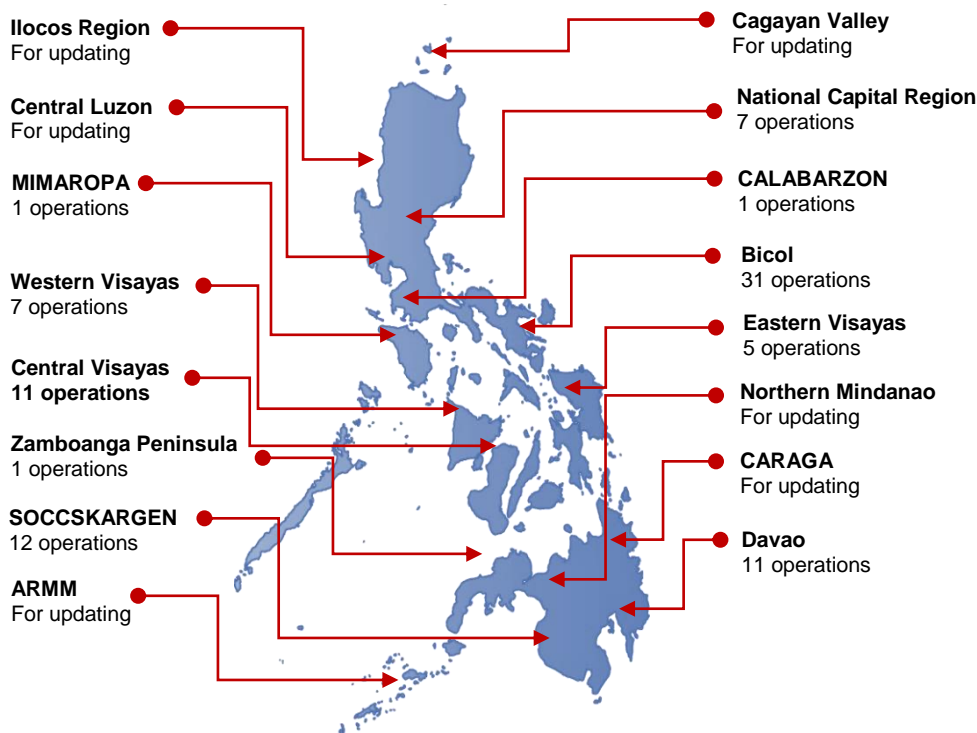 Ilocos Region
For updating
Central Luzon
For updating
MIMAROPA
1 operations
Western Visayas
7 operations
Central Visayas
11 operations
Zamboanga Peninsula
1 operations
SOCCSKARGEN
12 operations
ARMM
For updating
Cagayan Valley
For updating
National Capital Region
7 operations
CALABARZON
1 operations
Bicol
31 operations
Eastern Visayas
5 operations
Northern Mindanao
For updating
CARAGA
For updating
Davao
11 operations